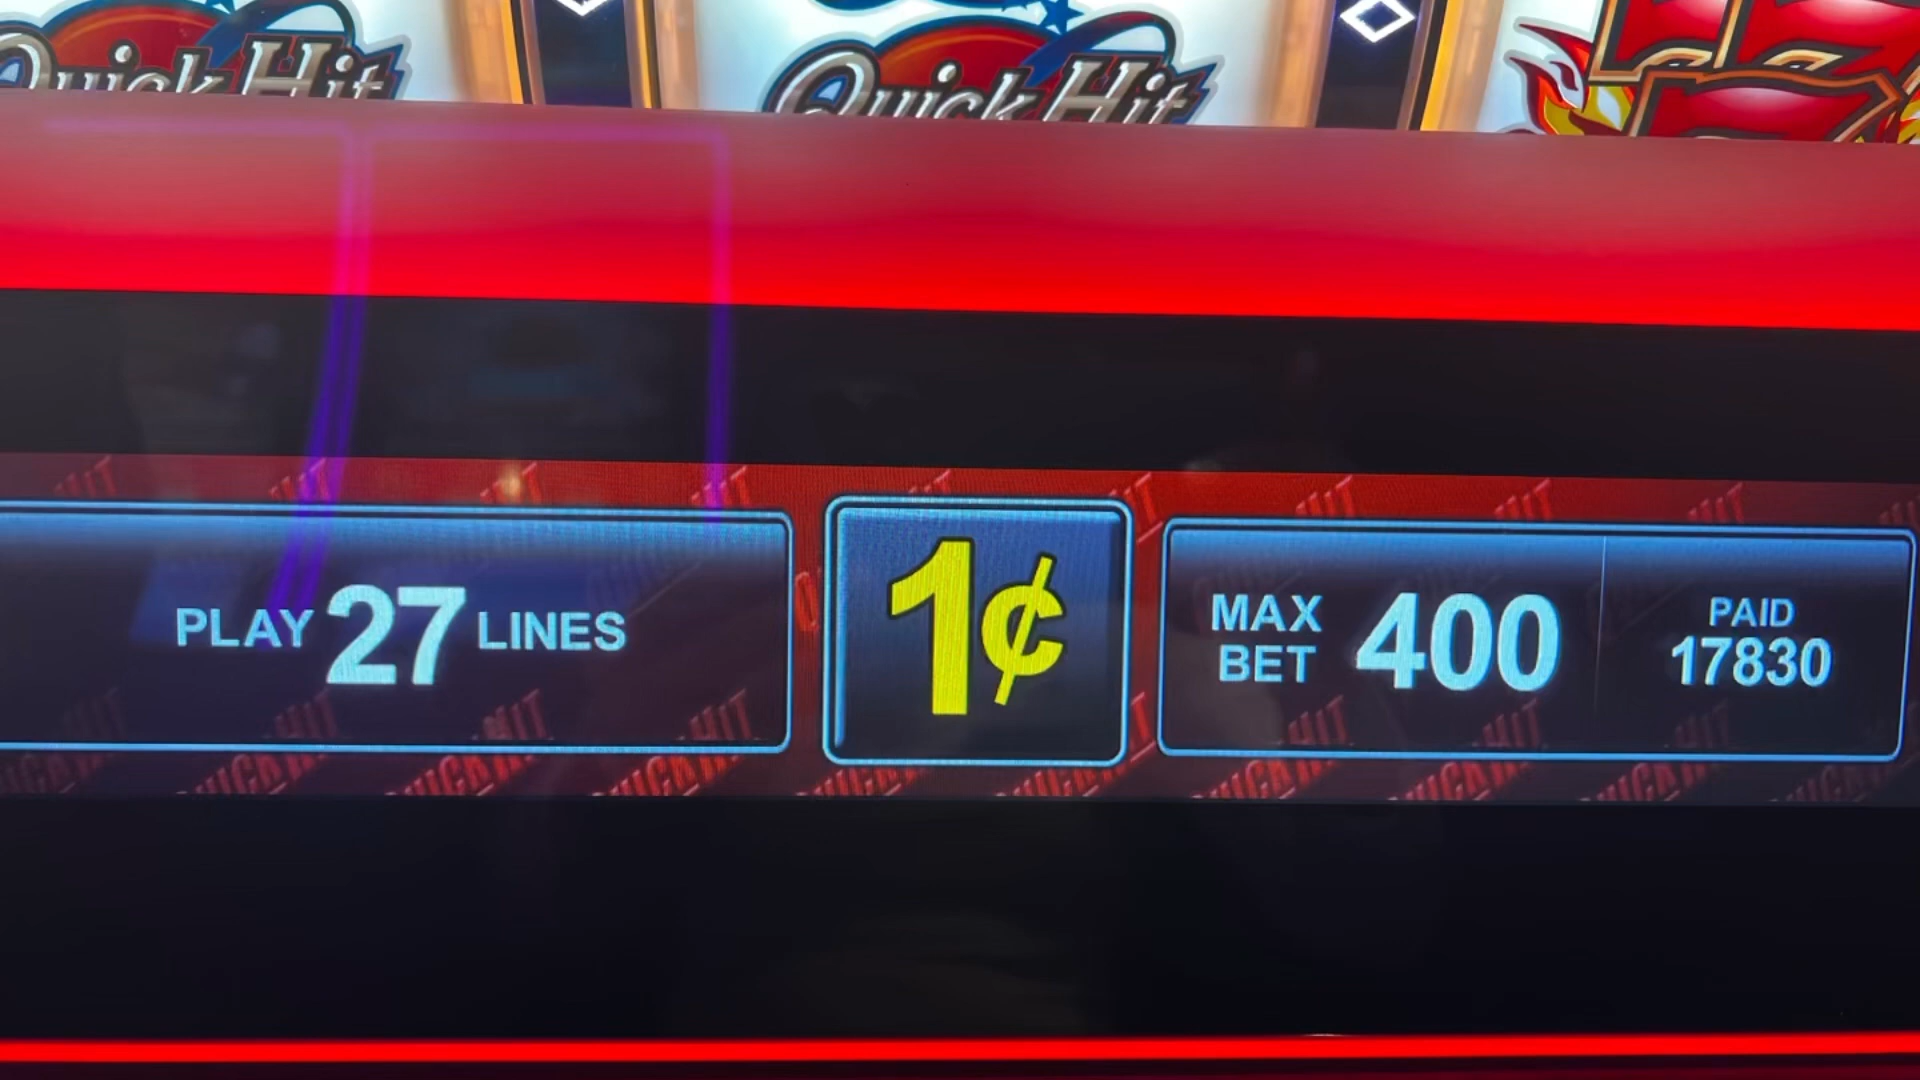 Quick Hit
Quick Hit
PLAY 27 LINES
1¢
MAX BET 400
PAID
17830